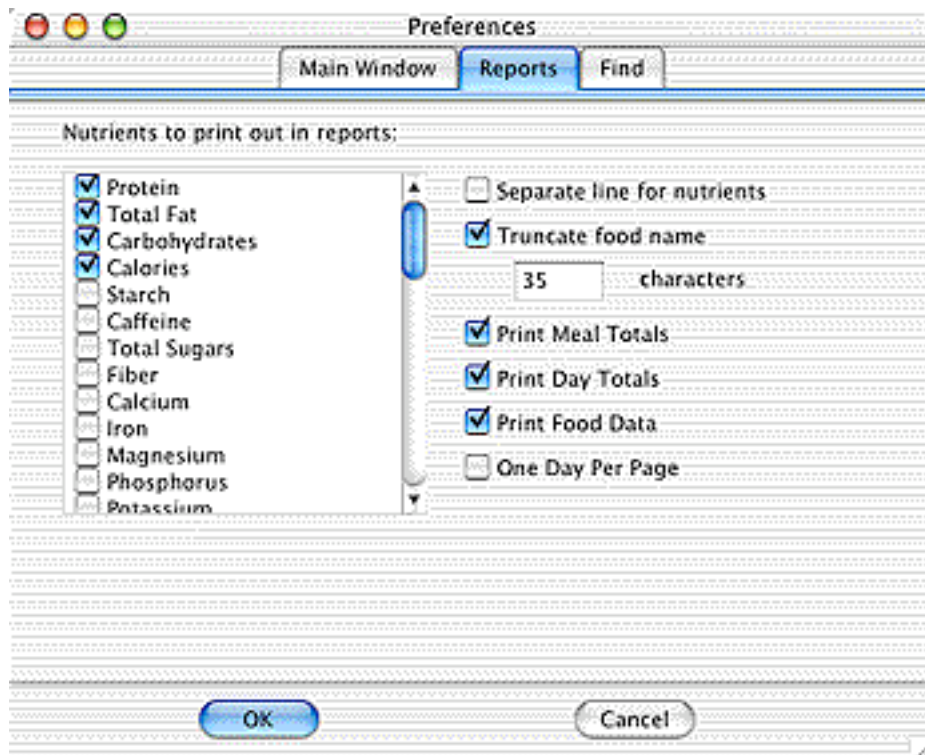 Preferences
Main Window Reports Find
Nutrients to print out in reports:
Protein
Total Fat
Carbohydrates
Calories
Starch
Caffeine
Total Sugars
Fiber
Calcium
Iron
Magnesium
Phosphorus
Potassium
Separate line for nutrients
Truncate food name
35 characters
Print Meal Totals
Print Day Totals
Print Food Data
One Day Per Page
OK Cancel